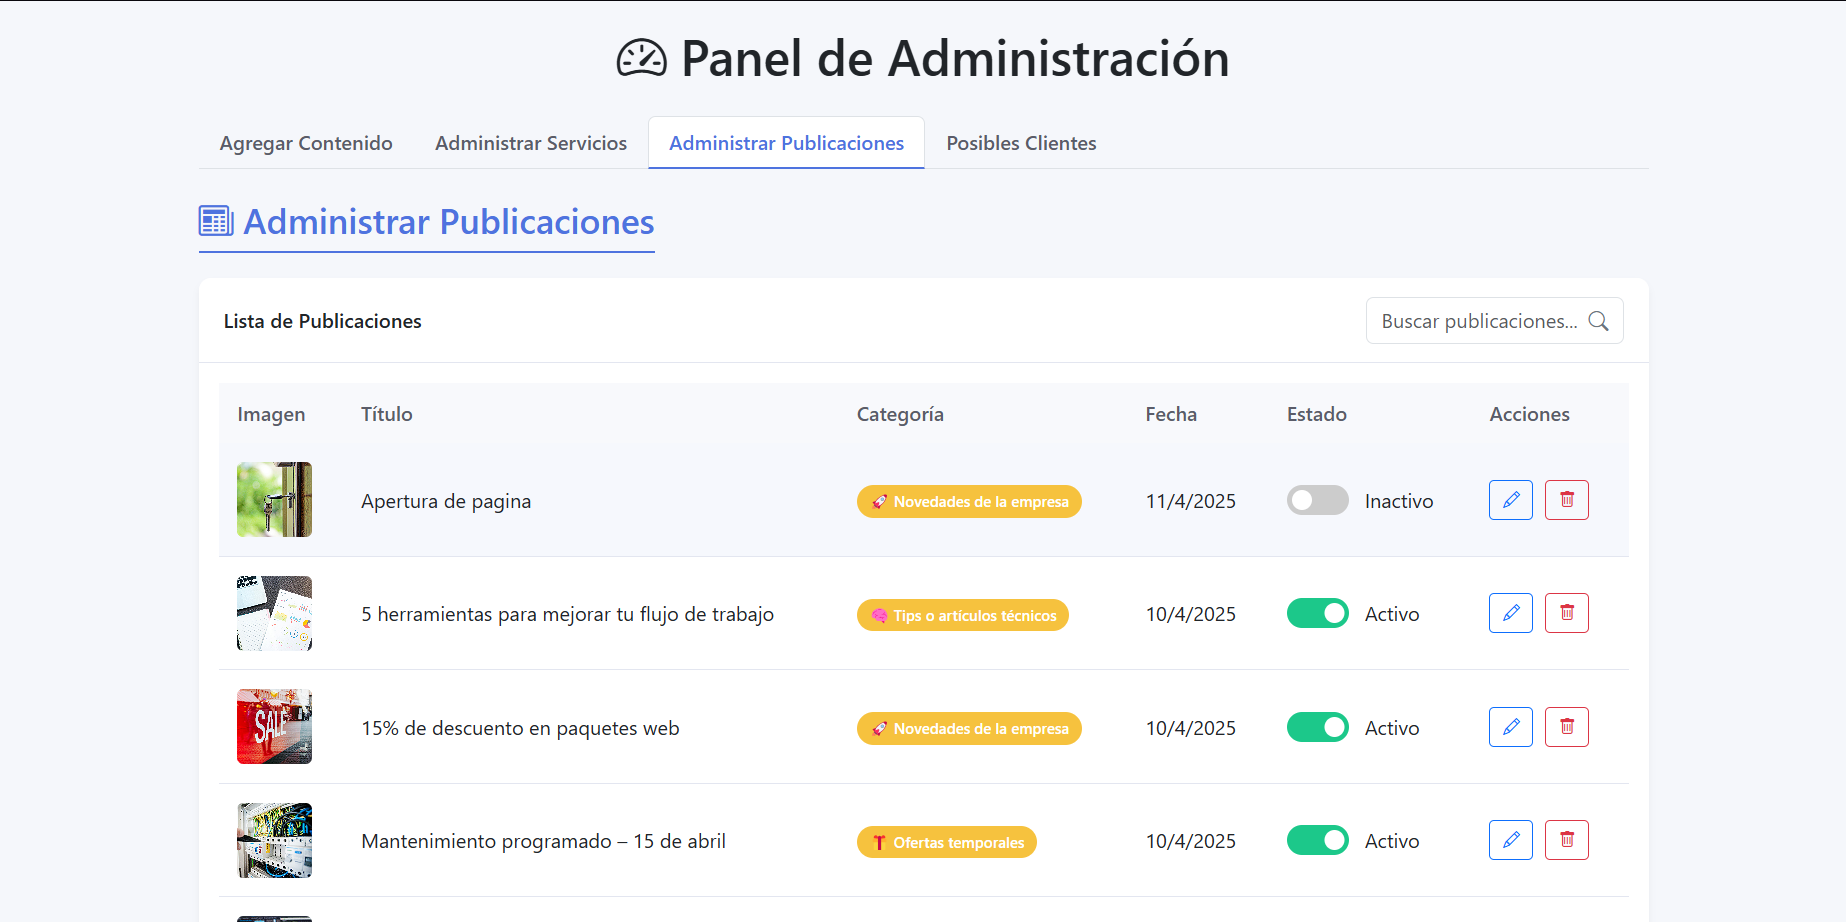 Panel de Administración
Agregar Contenido Administrar Servicios Administrar Publicaciones Posibles Clientes
Administrar Publicaciones
Lista de Publicaciones Buscar publicaciones...
Imagen Título Categoría Fecha Estado Acciones
Apertura de pagina 🚀 Novedades de la empresa 11/4/2025 Inactivo
5 herramientas para mejorar tu flujo de trabajo 🧠 Tips o artículos técnicos 10/4/2025 Activo
SALE 15% de descuento en paquetes web 🚀 Novedades de la empresa 10/4/2025 Activo
Mantenimiento programado – 15 de abril 🎁 Ofertas temporales 10/4/2025 Activo